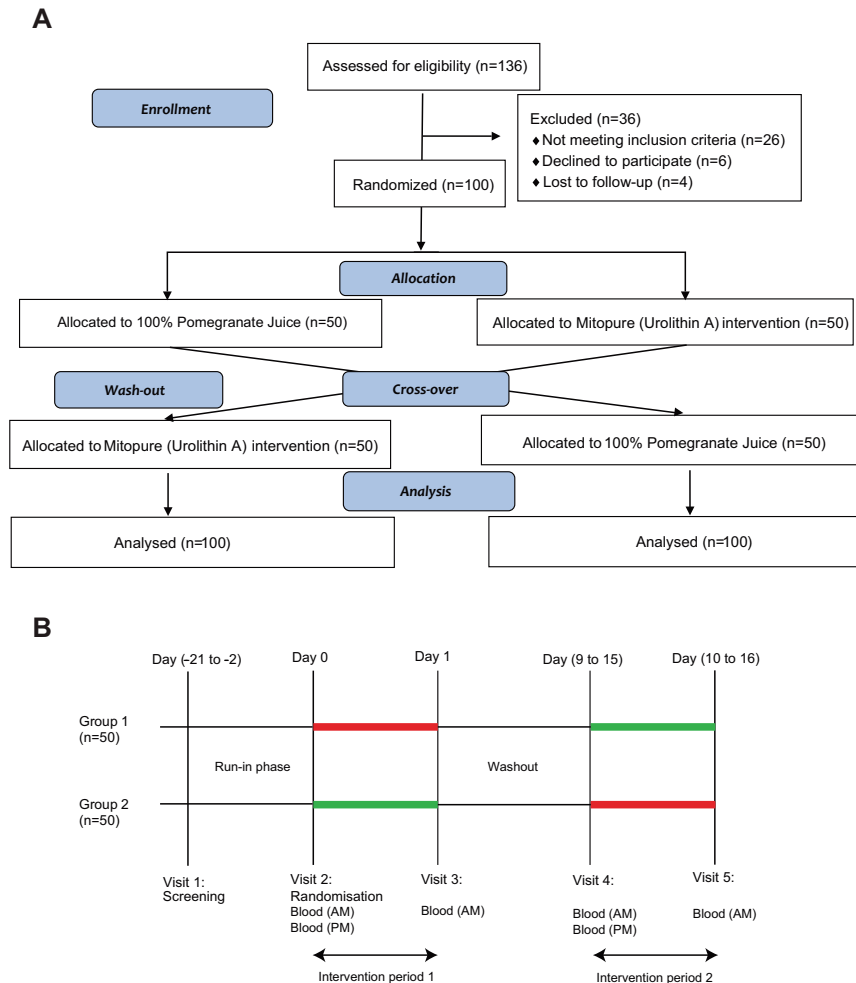 A
Assessed for eligibility (n=136)
Enrollment
Excluded (n=36)
♦Not meeting inclusion criteria (n=26)
♦Declined to participate (n=6)
♦Lost to follow-up (n=4)
Randomized (n=100)
Allocation
Allocated to 100% Pomegranate Juice (n=50)
Allocated to Mitopure (Urolithin A) intervention (n=50)
Wash-out
Cross-over
Allocated to Mitopure (Urolithin A) intervention (n=50)
Allocated to 100% Pomegranate Juice (n=50)
Analysis
Analysed (n=100)
Analysed (n=100)
B
Day (-21 to -2)
Day 0
Day 1
Day (9 to 15)
Day (10 to 16)
Group 1
(n=50)
Run-in phase
Washout
Group 2
(n=50)
Visit 1:
Screening
Visit 2:
Randomisation
Blood (AM)
Blood (PM)
Visit 3:
Blood (AM)
Visit 4:
Blood (AM)
Blood (PM)
Visit 5:
Blood (AM)
Intervention period 1
Intervention period 2